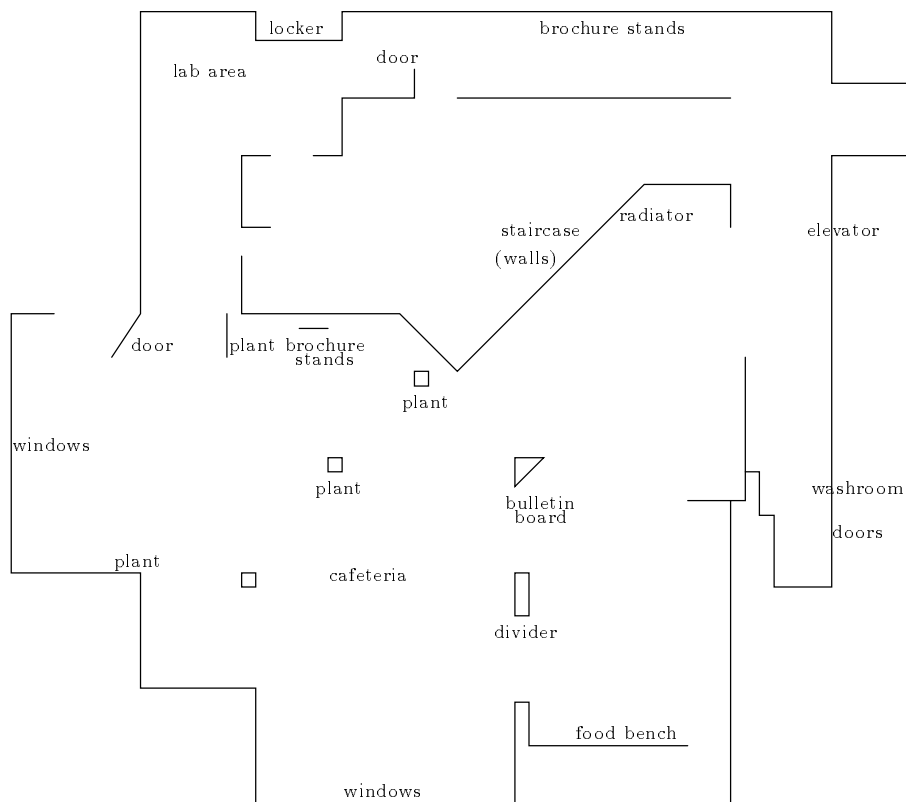 locker
brochure stands
door
lab area
radiator
staircase
(walls)
elevator
door
plant
brochure
stands
plant
windows
plant
washroom
bulletin
board
doors
plant
cafeteria
divider
food bench
windows